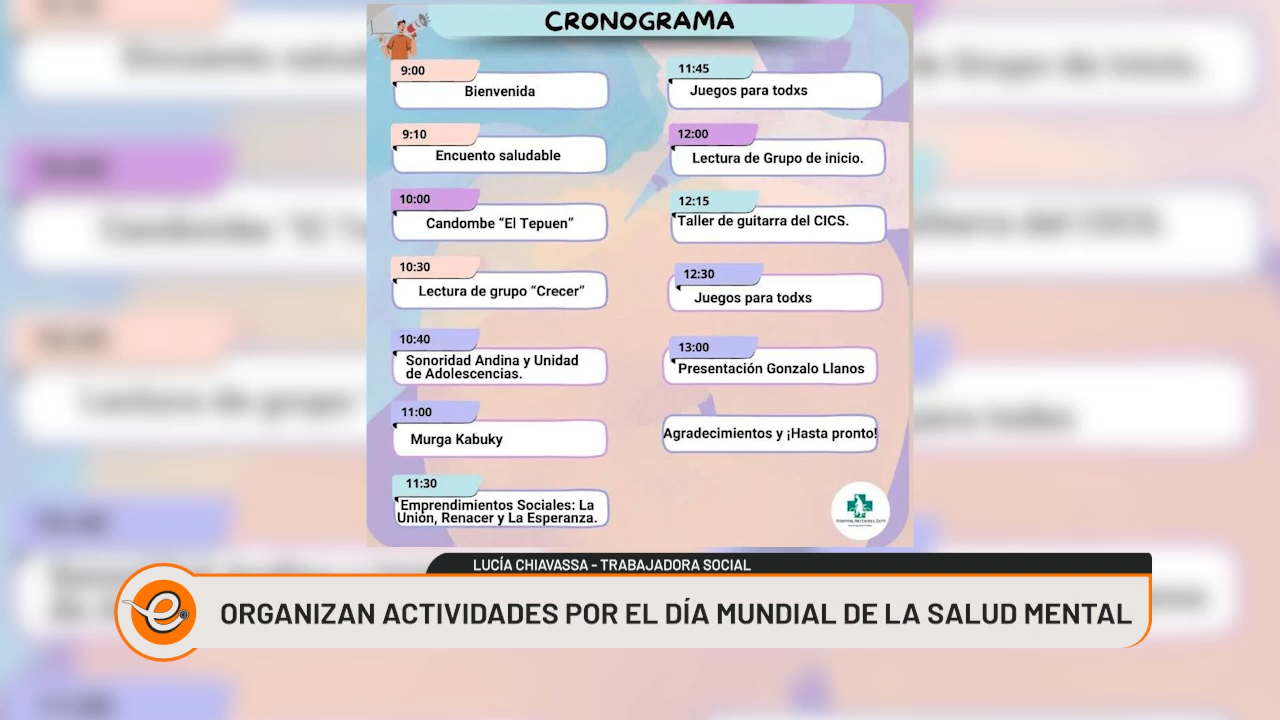 CRONOGRAMA
9:00
Bienvenida
9:10
Encuento saludable
10:00
Candombe “El Tepuen”
10:30
Lectura de grupo “Crecer”
10:40
Sonoridad Andina y Unidad
de Adolescencias.
11:00
Murga Kabuky
11:30
Emprendimientos Sociales: La
Unión, Renacer y La Esperanza.
11:45
Juegos para todxs
12:00
Lectura de Grupo de inicio.
12:15
Taller de guitarra del CICS.
12:30
Juegos para todxs
13:00
Presentación Gonzalo Llanos
Agradecimientos y ¡Hasta pronto!
LUCÍA CHIAVASSA - TRABAJADORA SOCIAL
ORGANIZAN ACTIVIDADES POR EL DÍA MUNDIAL DE LA SALUD MENTAL